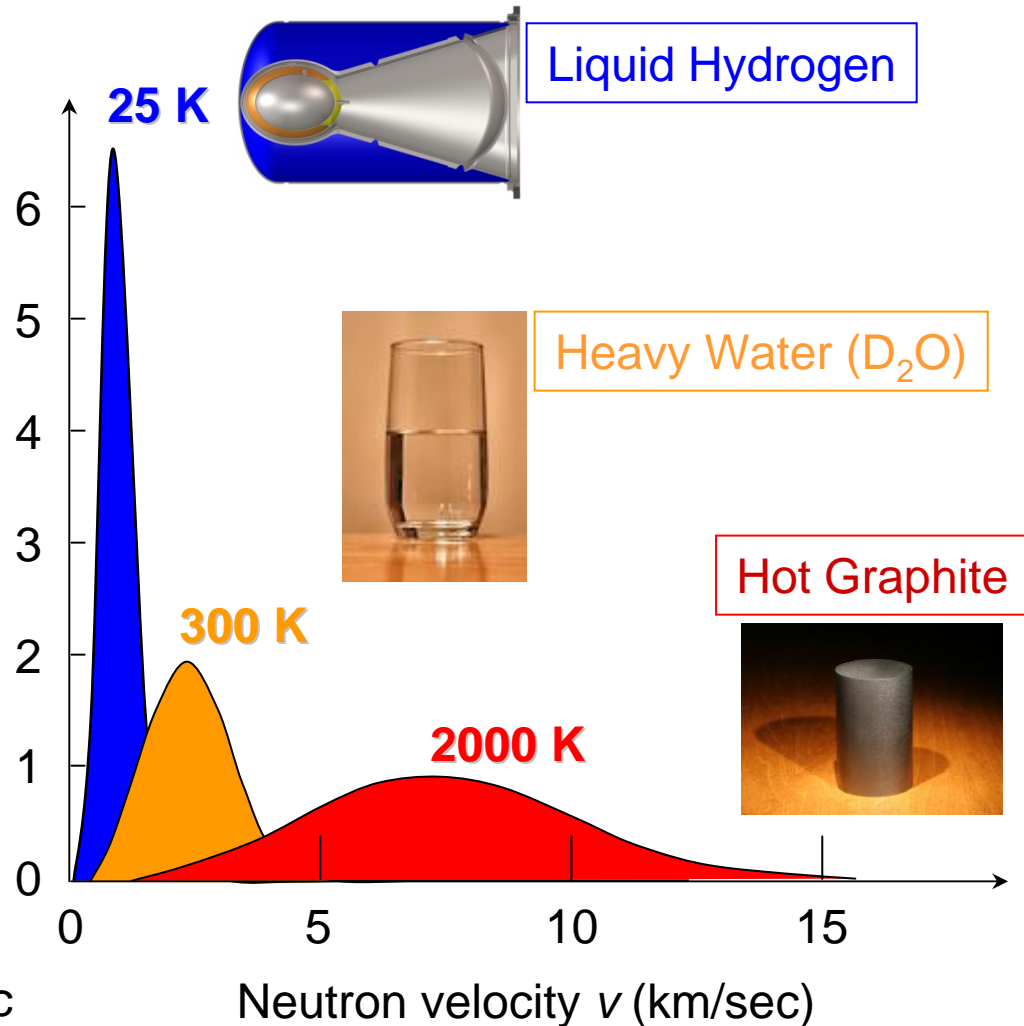 Liquid Hydrogen
25 K
6
5
Heavy Water (D₂O)
4
3
Hot Graphite
300 K
2
2000 K
1
0
0 5 10 15
c Neutron velocity v (km/sec)